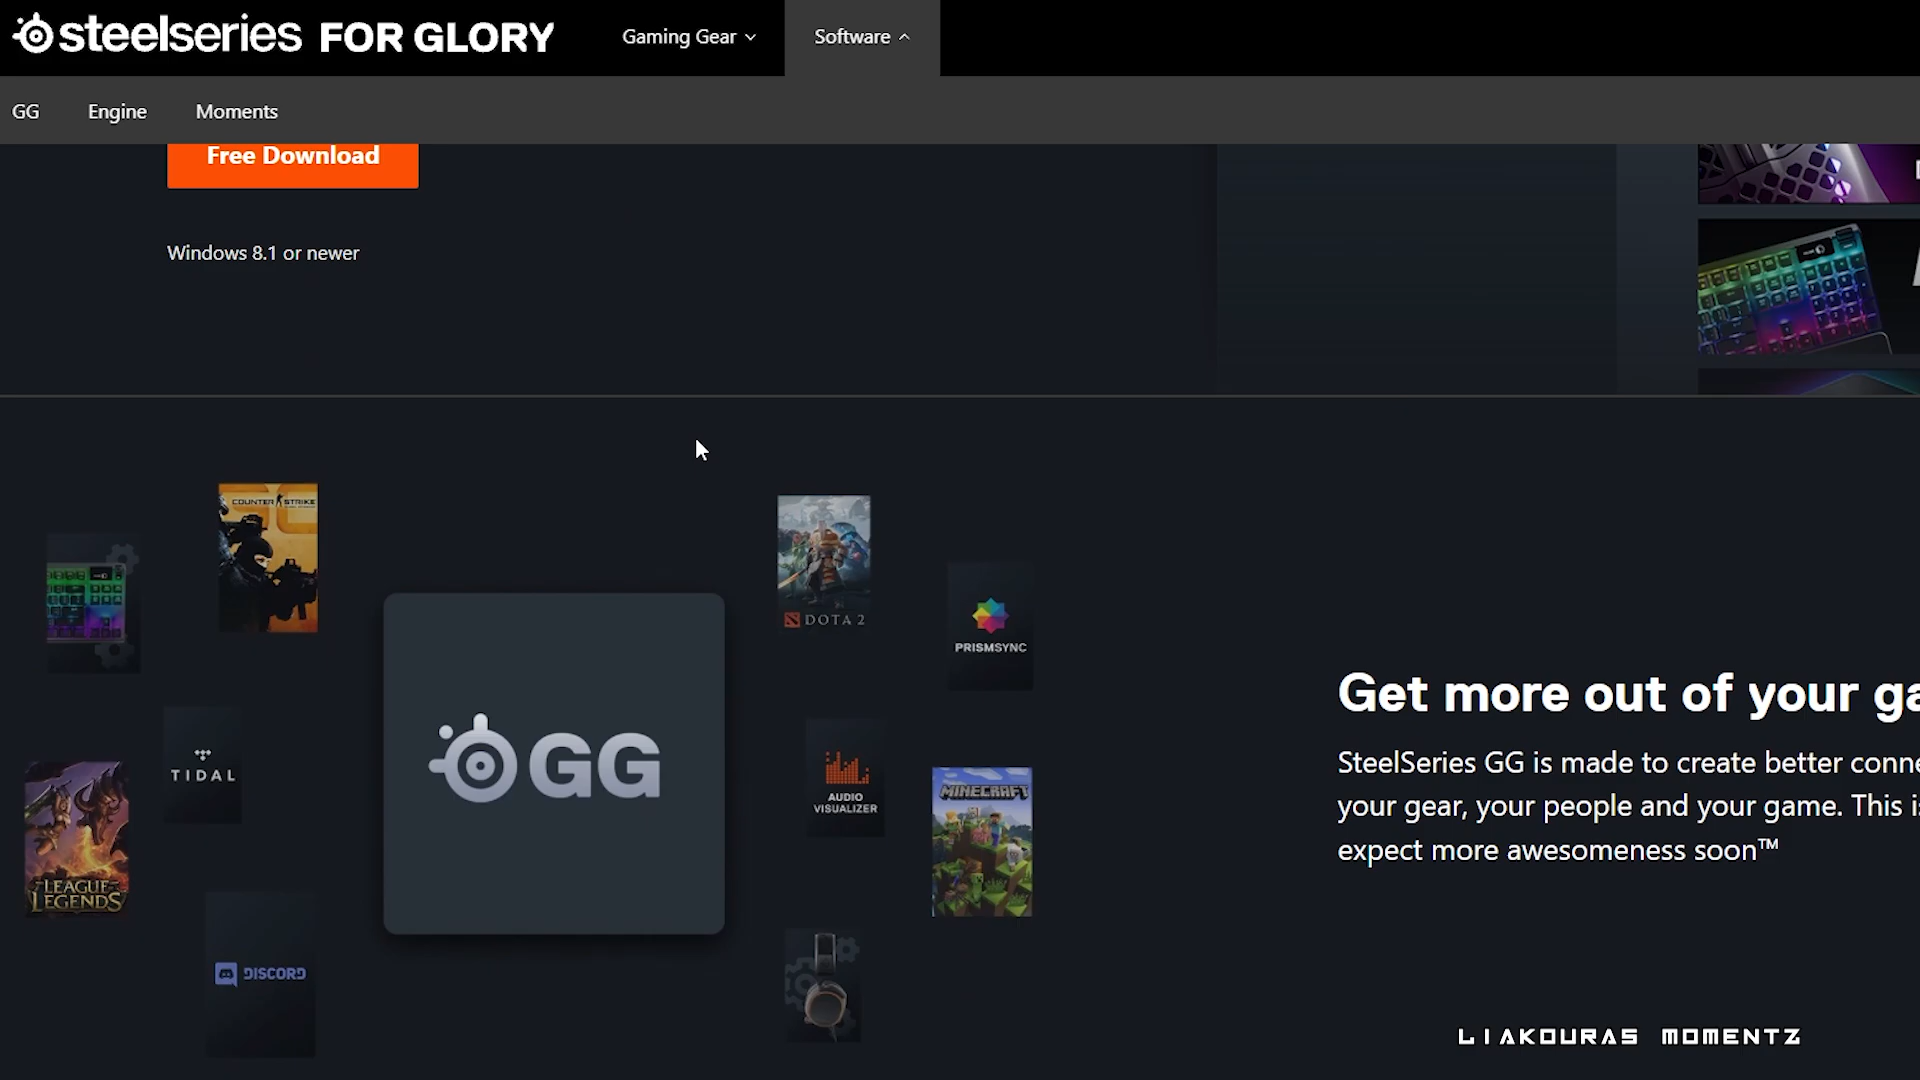 steelseries FOR GLORY
Gaming Gear
Software
GG
Engine
Moments
Free Download
Windows 8.1 or newer
COUNTER STRIKE
DOTA 2
PRISMSYNC
TIDAL
GG
AUDIO
VISUALIZER
MINECRAFT
LEAGUE
LEGENDS
DISCORD
Get more out of your ga
SteelSeries GG is made to create better conne
your gear, your people and your game. This i
expect more awesomeness soon™
LIAKOURAS MOMENTZ